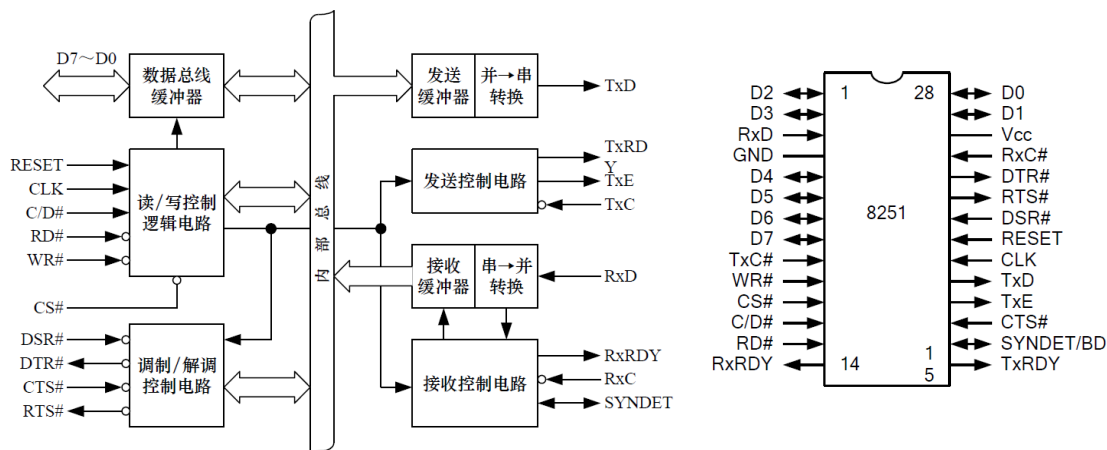 D7～D0
数据总线
缓冲器
RESET
CLK
C/D#
RD#
WR#
读/写控制
逻辑电路
CS#
DSR#
DTR#
CTS#
RTS#
调制/解调
控制电路
内部总线
发送
缓冲器
并→串
转换
TxD
发送控制电路
TxRD
Y
TxE
TxC
接收
缓冲器
串→并
转换
RxD
接收控制电路
RxRDY
RxC
SYNDET
D2
D3
RxD
GND
D4
D5
D6
D7
TxC#
WR#
CS#
C/D#
RD#
RxRDY
1
28
8251
14
1
5
D0
D1
Vcc
RxC#
DTR#
RTS#
DSR#
RESET
CLK
TxD
TxE
CTS#
SYNDET/BD
TxRDY